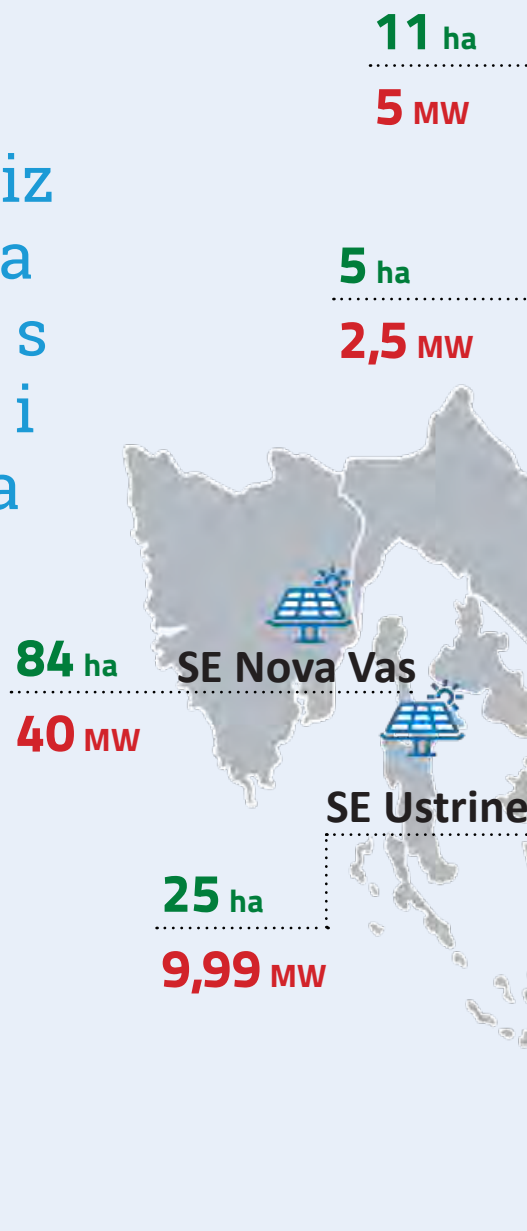 11 ha
5 MW
iz
a
s
i
a
5 ha
2,5 MW
84 ha
SE Nova Vas
40 MW
SE Ustrine
25 ha
9,99 MW